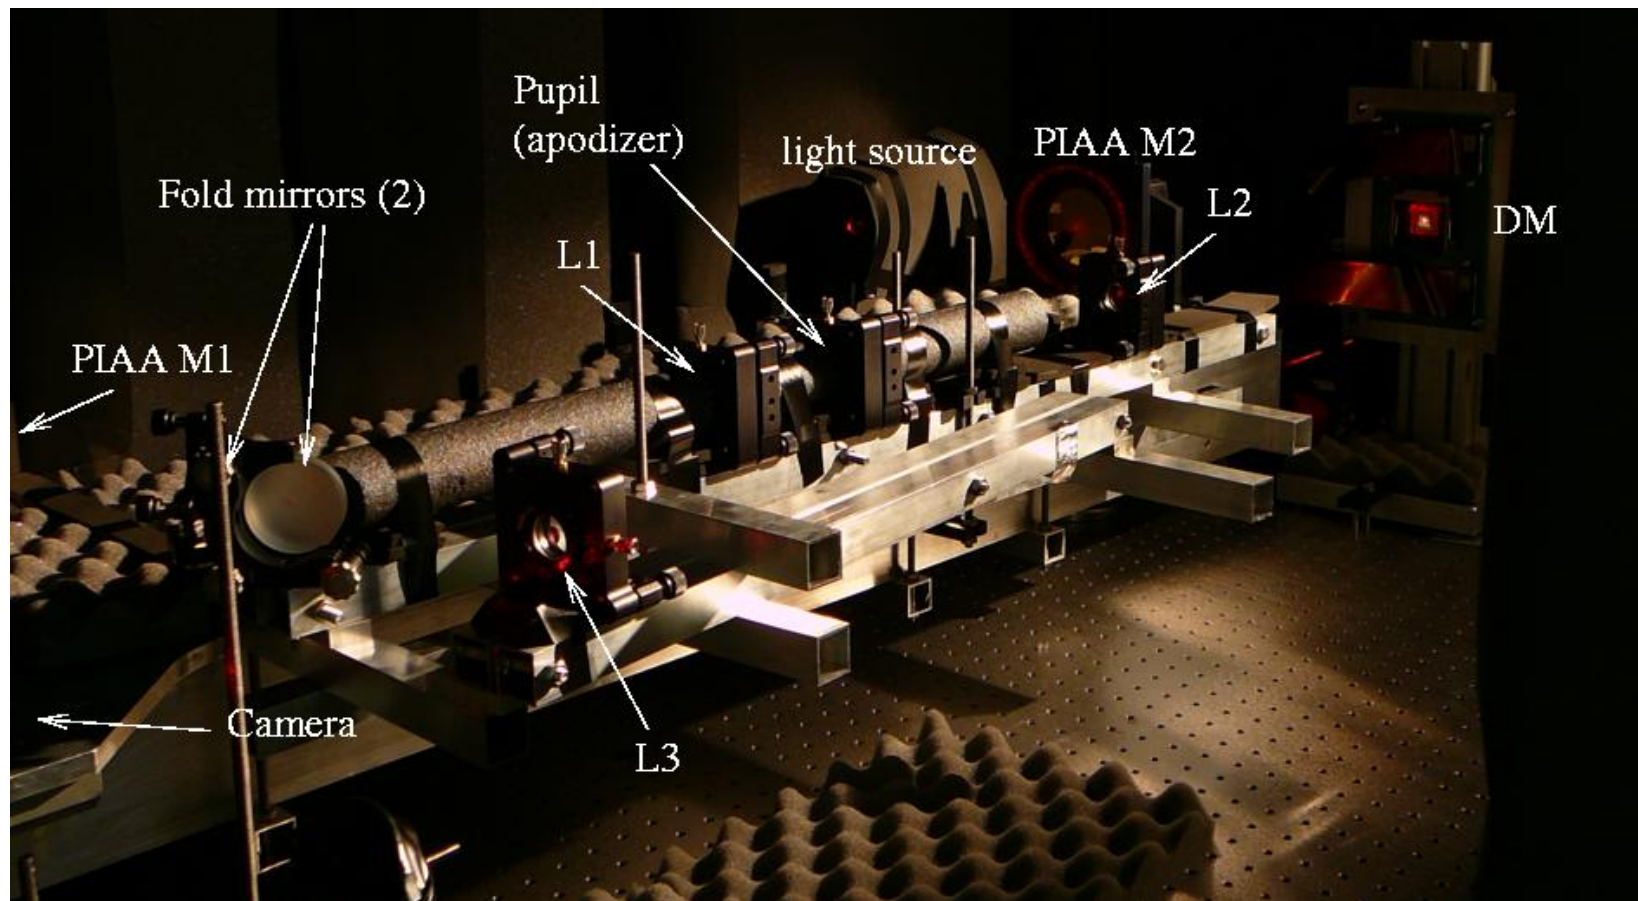 Pupil
(apodizer)
light source
PIAA M2
Fold mirrors (2)
L2
DM
L1
PIAA M1
Camera
L3